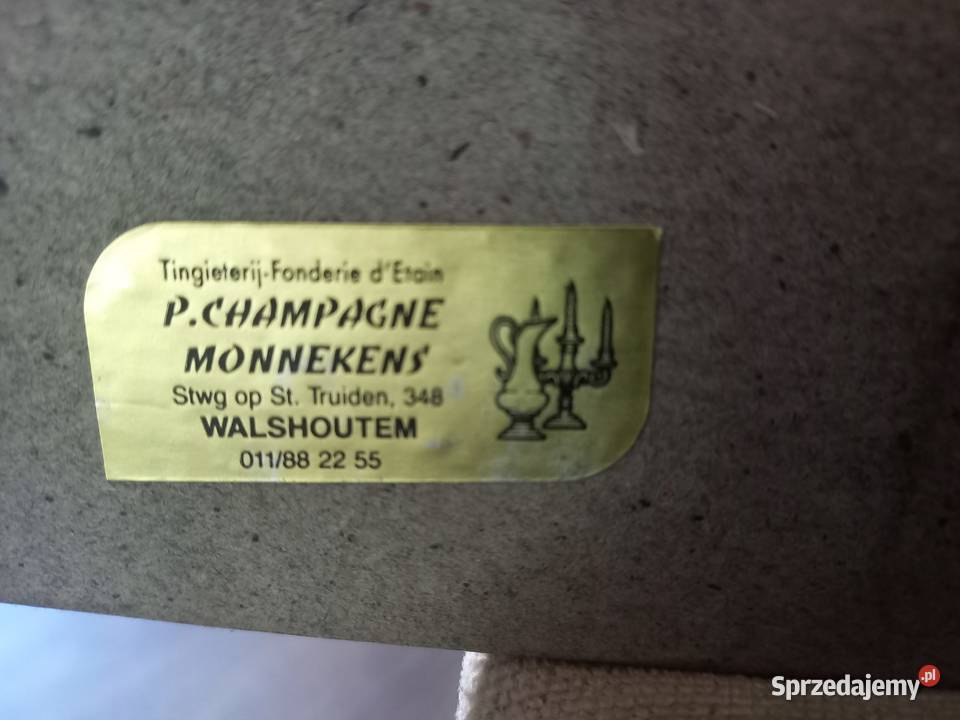 Tingieterij-Fonderie d'Etain
P.CHAMPAGNE
MONNEKENS
Stwg op St. Truiden, 348
WALSHOUTEM
011/88 22 55
Sprzedajemy.pl